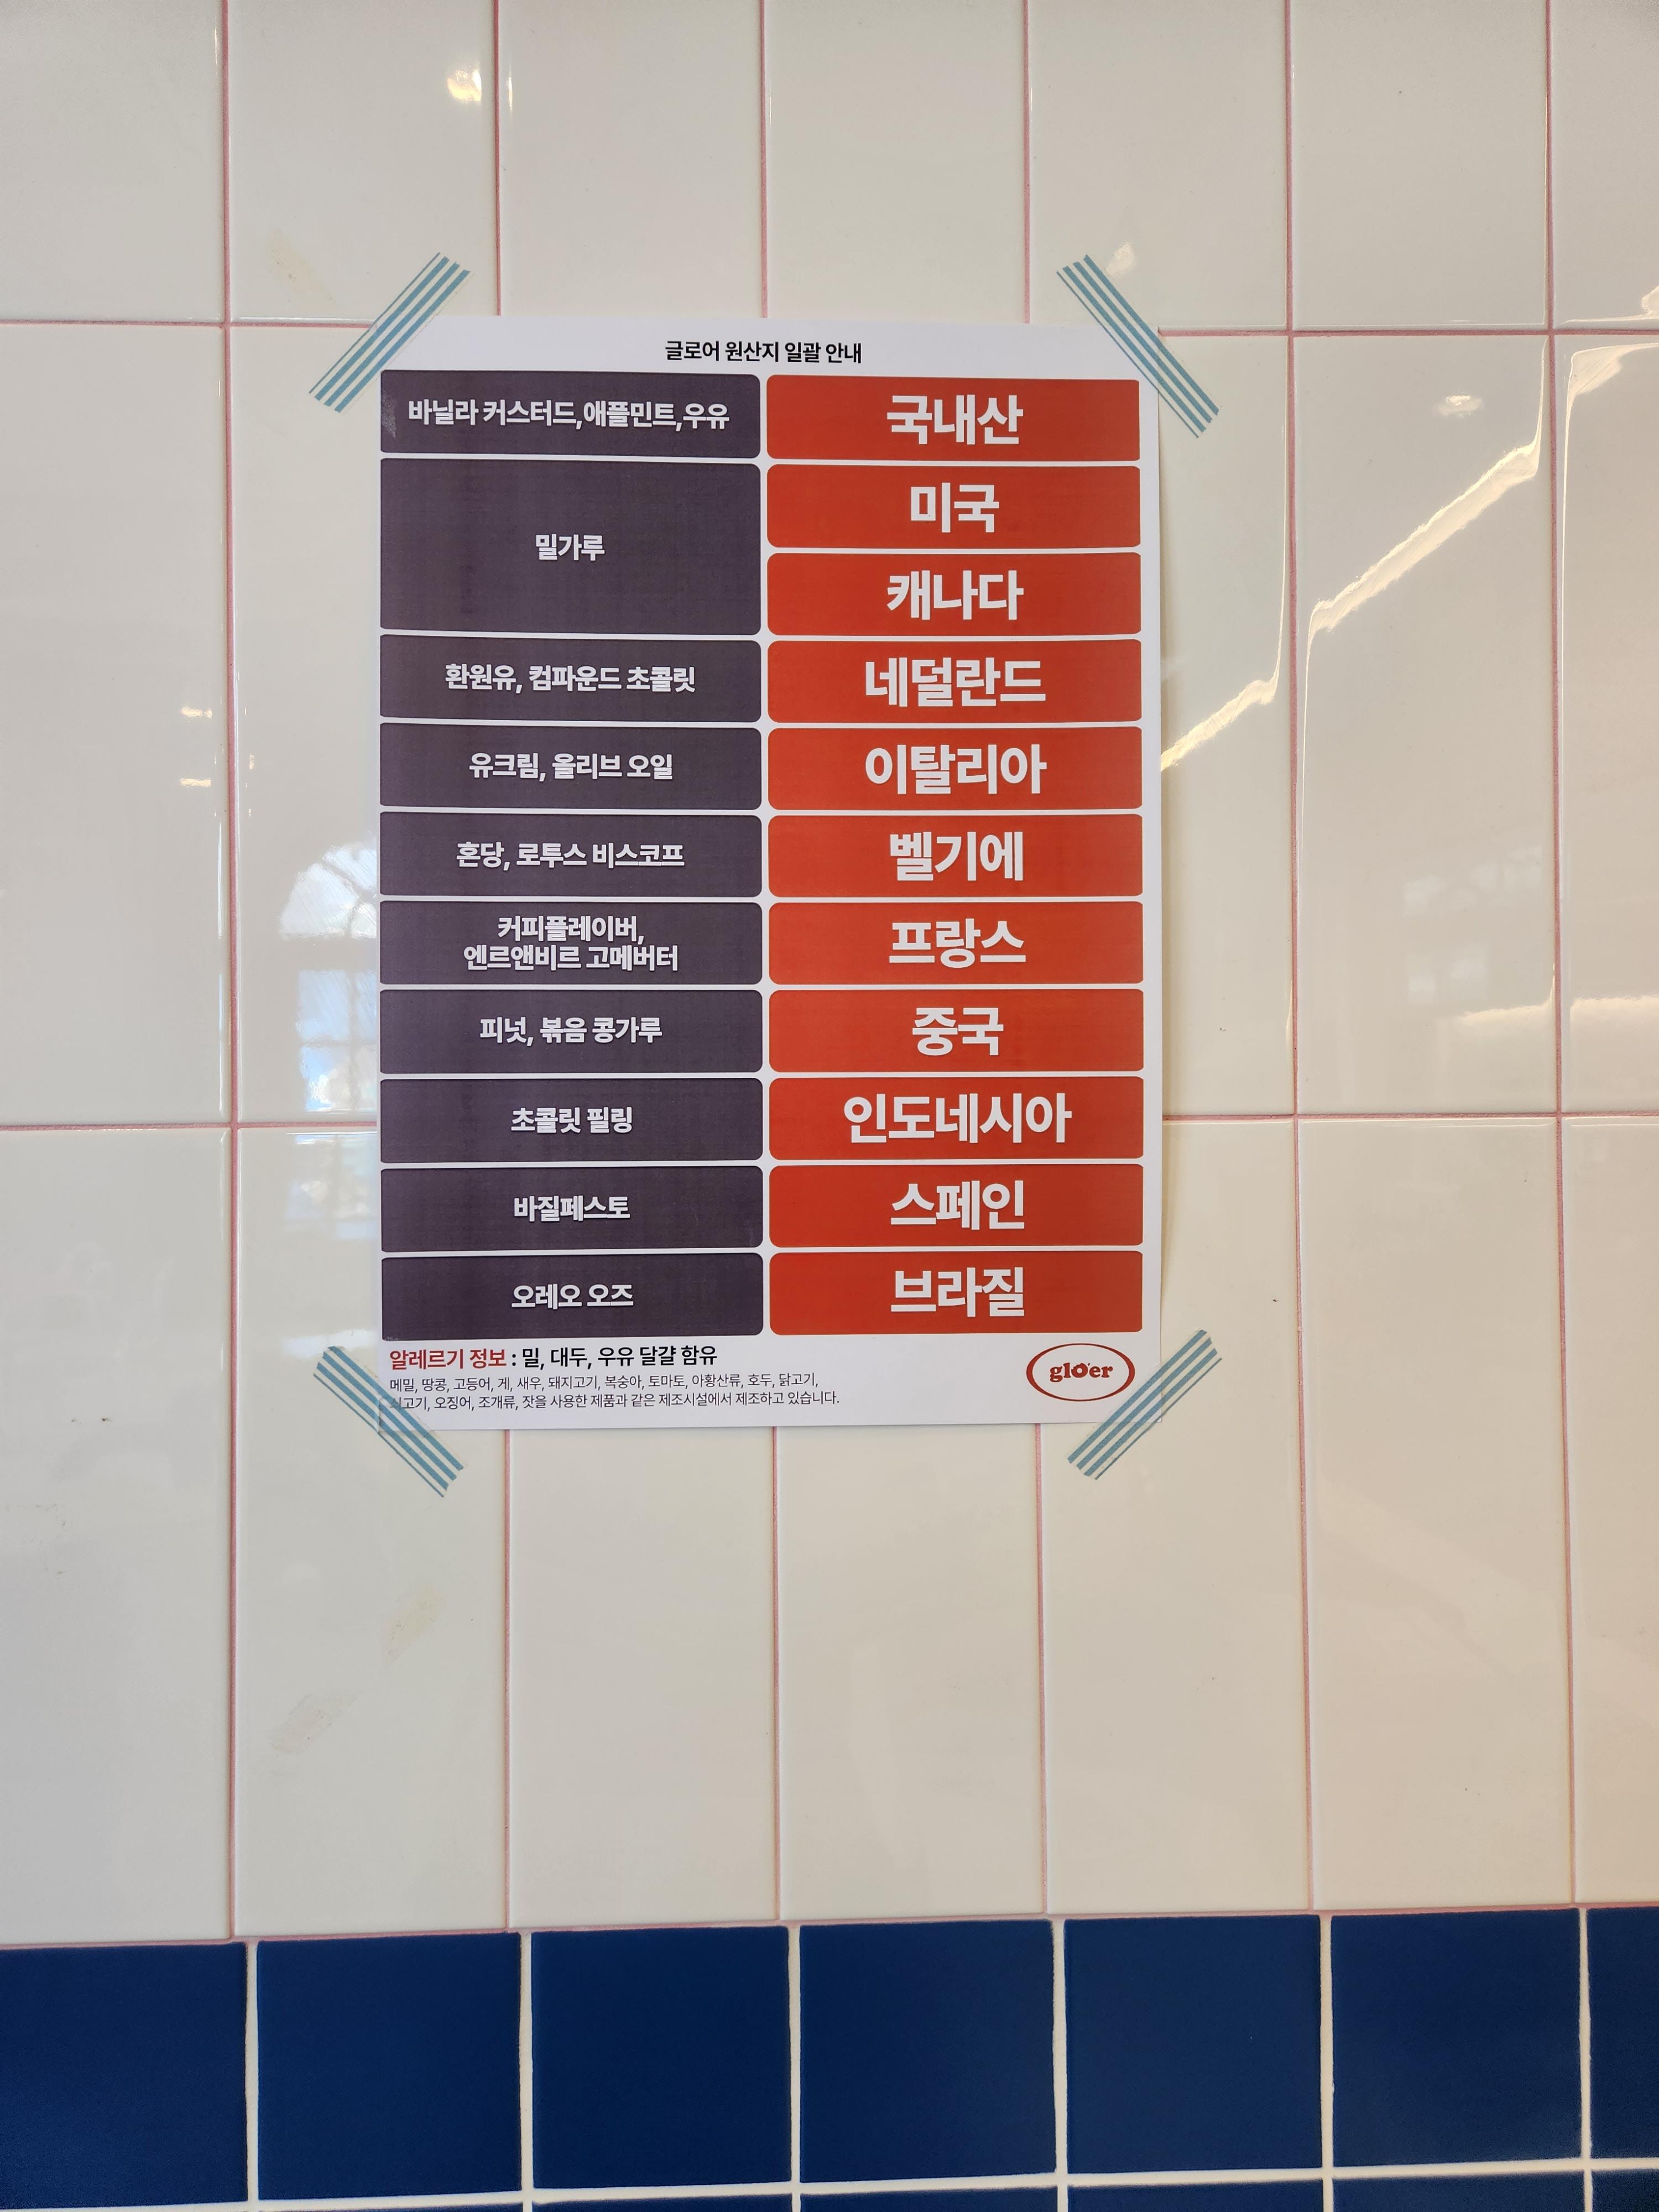 글로어 원산지 일괄 안내
바닐라 커스터드,애플민트,우유
국내산
밀가루
미국
캐나다
환원유, 컴파운드 초콜릿
네덜란드
유크림, 올리브 오일
이탈리아
혼당, 로투스 비스코프
벨기에
커피플레이버,
엔르앤비르 고메버터
프랑스
피넛, 볶음 콩가루
중국
초콜릿 필링
인도네시아
바질페스토
스페인
오레오 오즈
브라질
알레르기 정보 : 밀, 대두, 우유 달걀 함유
메밀, 땅콩, 고등어, 게, 새우, 돼지고기, 복숭아, 토마토, 아황산류, 호두, 닭고기,
쇠고기, 오징어, 조개류, 잣을 사용한 제품과 같은 제조시설에서 제조하고 있습니다.
gloer